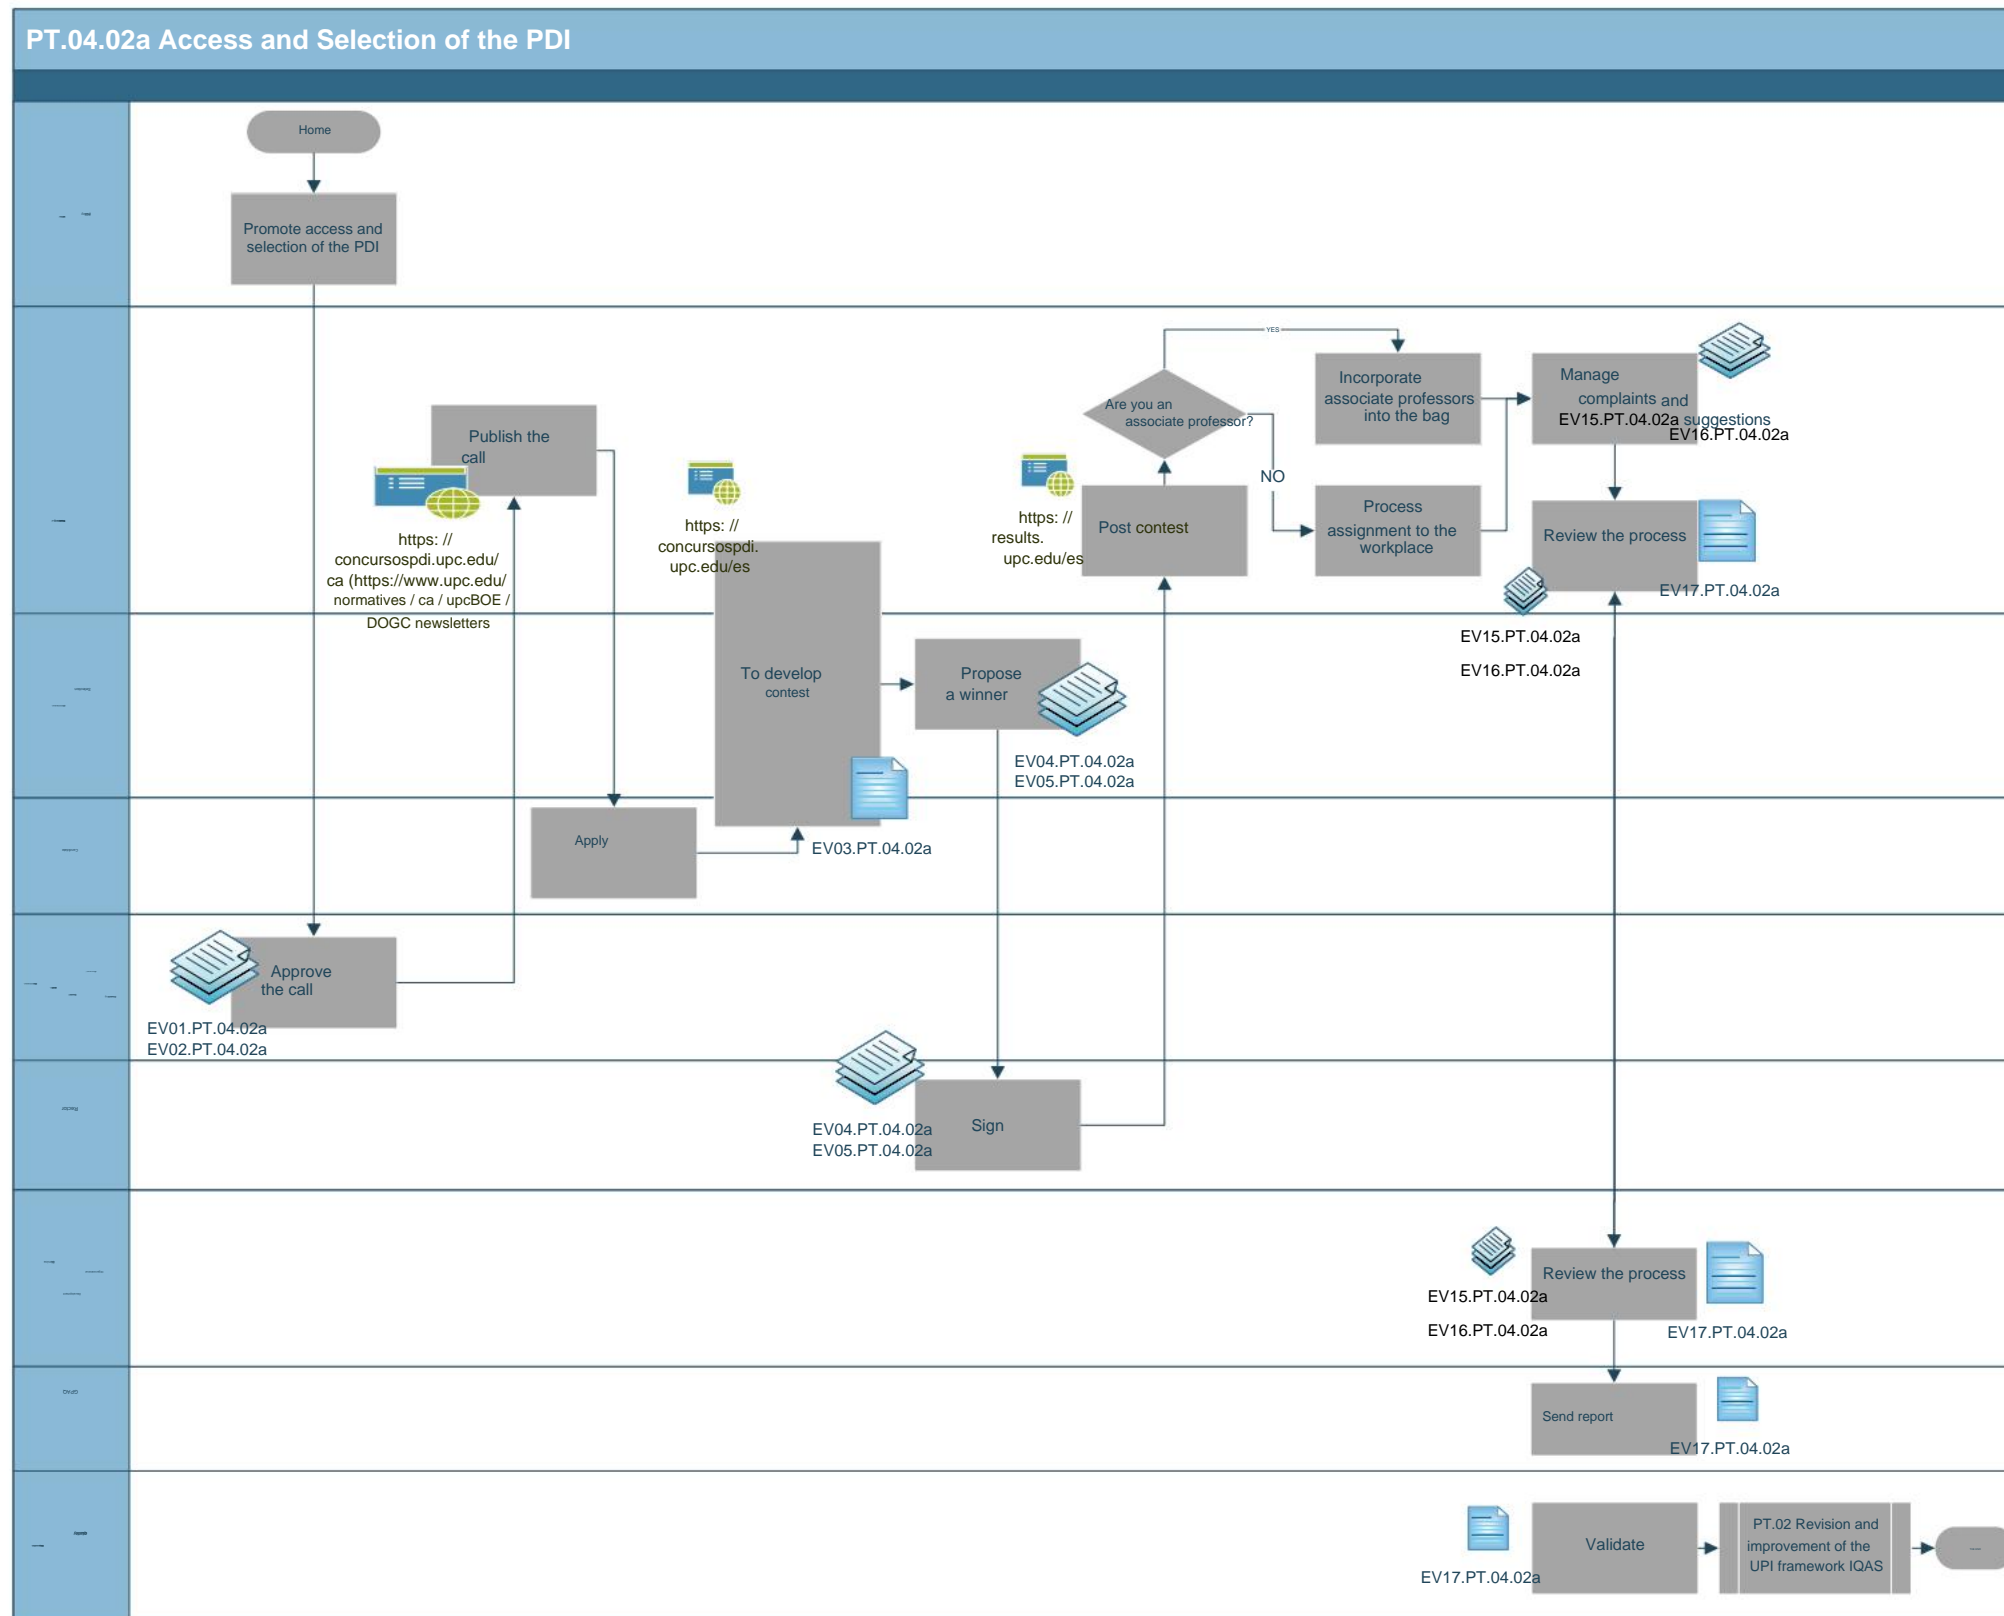 PT.04.02a Access and Selection of the PDI
Home
Promote access and
selection of the PDI
YES
Are you an
associate professor?
NO
Incorporate
associate professors
into the bag
Manage
complaints and
EV15.PT.04.02a suggestions
EV16.PT.04.02a
Publish the
call
https: //
concursospdi.upc.edu/
ca (https://www.upc.edu/
normatives / ca / upcBOE /
DOGC newsletters
https: //
concursospdi.
upc.edu/es
https: //
results.
upc.edu/es
Post contest
Process
assignment to the
workplace
Review the process
EV17.PT.04.02a
EV15.PT.04.02a
EV16.PT.04.02a
To develop
contest
Propose
a winner
EV04.PT.04.02a
EV05.PT.04.02a
Apply
EV03.PT.04.02a
Approve
the call
EV01.PT.04.02a
EV02.PT.04.02a
Rector
Sign
EV04.PT.04.02a
EV05.PT.04.02a
Review the process
EV15.PT.04.02a
EV16.PT.04.02a
EV17.PT.04.02a
GPAQ
Send report
EV17.PT.04.02a
Validate
EV17.PT.04.02a
PT.02 Revision and
improvement of the
UPI framework IQAS